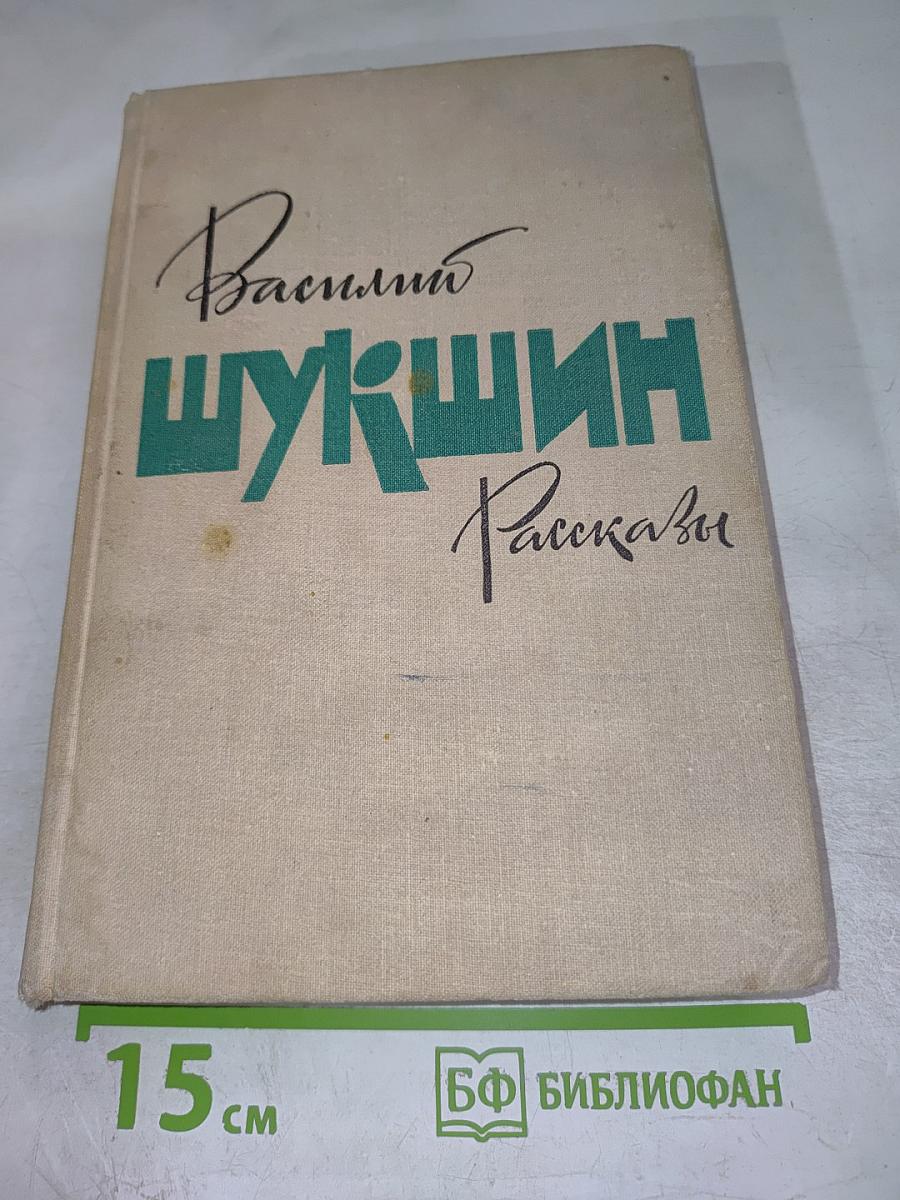 Василий
ШУКШИН
Рассказы
15 см
БФ БИБЛИОФАН